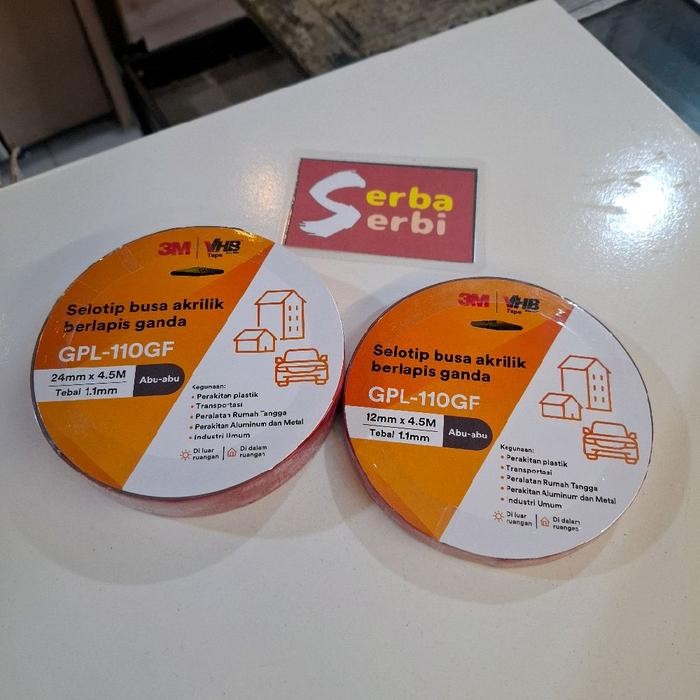 Serba
Serbi
3M VHB
Tape
Selotip busa akrilik
berlapis ganda
GPL-110GF
24mm x 4.5M
Tebal 1.1mm
Abu-abu
Kegunaan:
• Perakitan plastik
• Transportasi
• Peralatan Rumah Tangga
• Perakitan Aluminum dan Metal
• Industri Umum
Di luar ruangan
Di dalam ruangan
3M VHB
Tape
Selotip busa akrilik
berlapis ganda
GPL-110GF
12mm x 4.5M
Tebal 1.1mm
Abu-abu
Kegunaan:
• Perakitan plastik
• Transportasi
• Peralatan Rumah Tangga
• Perakitan Aluminum dan Metal
• Industri Umum
Di luar ruangan
Di dalam ruangan